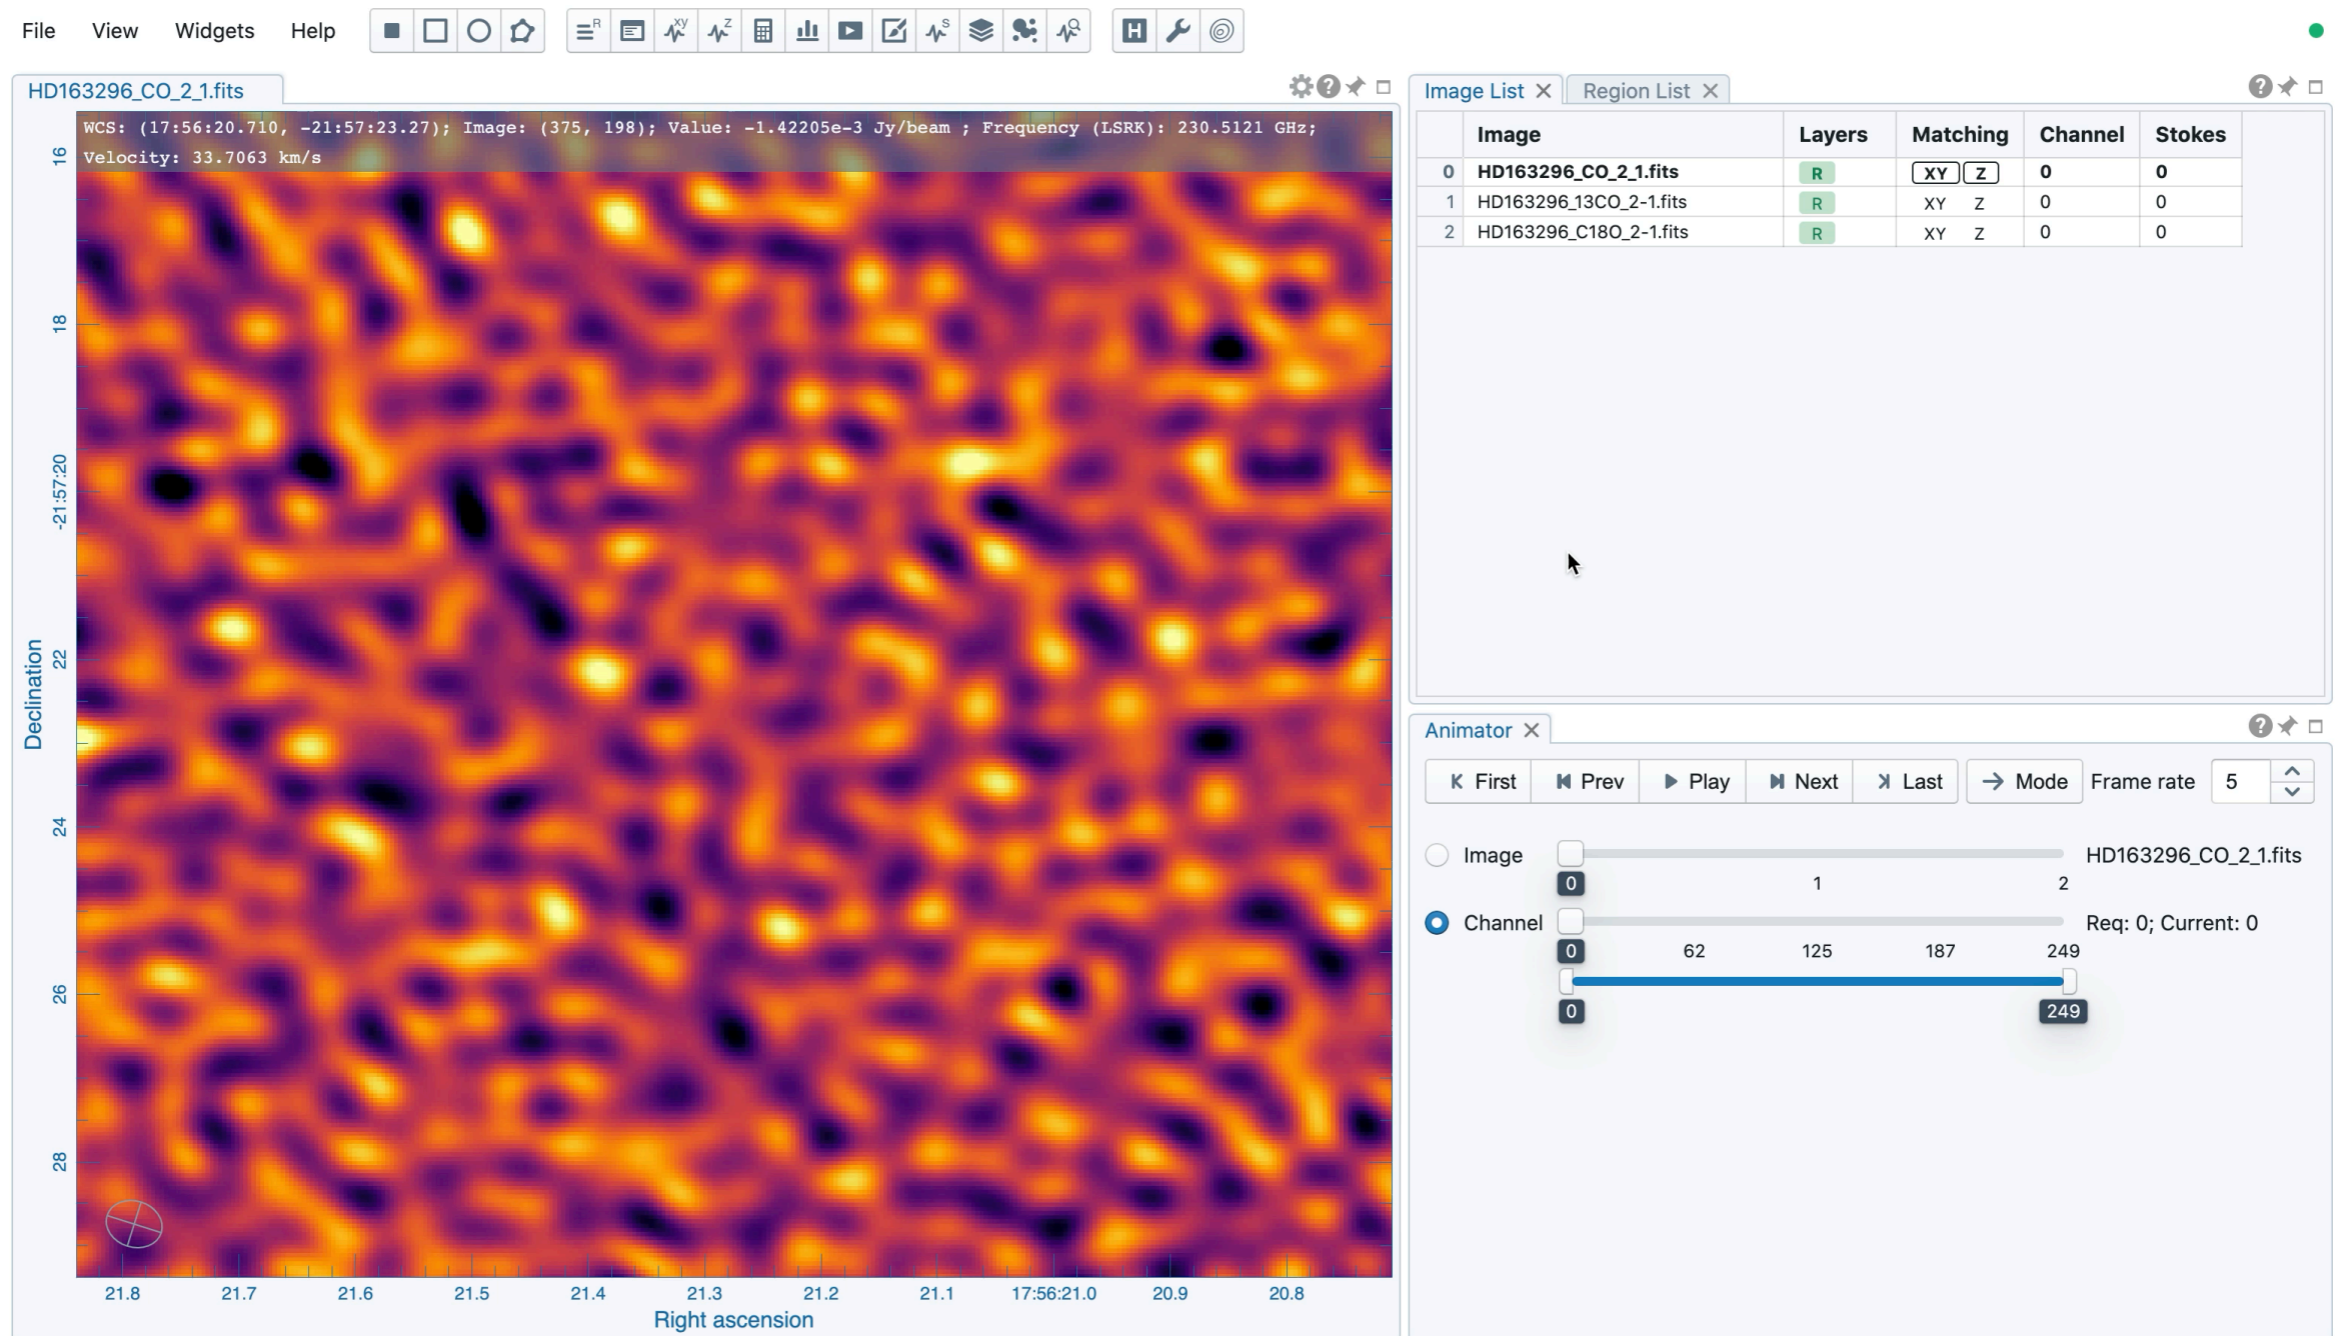 File View Widgets Help
R XY Z S H
HD163296_CO_2_1.fits
WCS: (17:56:20.710, -21:57:23.27); Image: (375, 198); Value: -1.42205e-3 Jy/beam ; Frequency (LSRK): 230.5121 GHz;
Velocity: 33.7063 km/s
16
18
-21:57:20
22
24
26
28
Declination
21.8 21.7 21.6 21.5 21.4 21.3 21.2 21.1 17:56:21.0 20.9 20.8
Right ascension
Image List Region List
Image Layers Matching Channel Stokes
0 HD163296_CO_2_1.fits R XY Z 0 0
1 HD163296_13CO_2-1.fits R XY Z 0 0
2 HD163296_C18O_2-1.fits R XY Z 0 0
Animator
First Prev Play Next Last Mode Frame rate 5
Image HD163296_CO_2_1.fits
0 1 2
Channel Req: 0; Current: 0
0 62 125 187 249
0 249